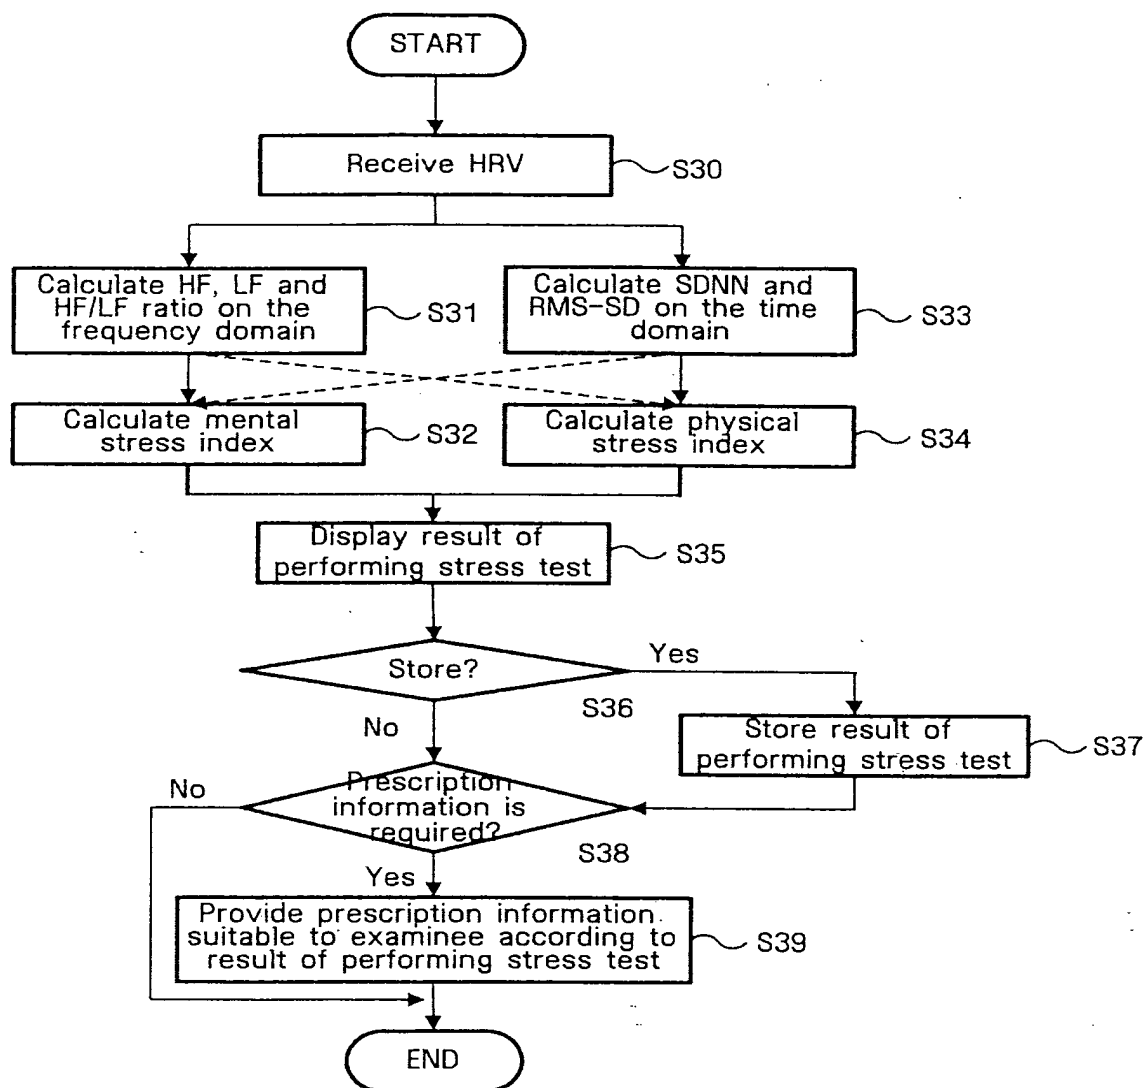 START
Receive HRV
S30
Calculate HF, LF and
HF/LF ratio on the
frequency domain
S31
Calculate SDNN and
RMS-SD on the time
domain
S33
Calculate mental
stress index
S32
Calculate physical
stress index
S34
Display result of
performing stress test
S35
Store?
Yes
S36
No
Store result of
performing stress test
S37
No
Prescription
information is
required?
S38
Yes
Provide prescription information
suitable to examinee according to
result of performing stress test
S39
END